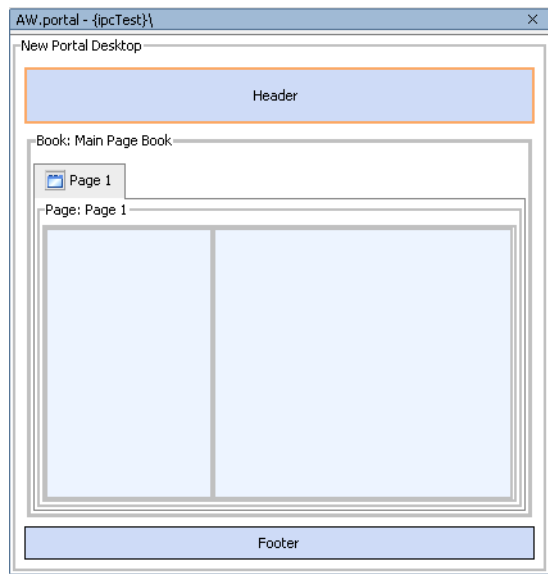 AW.portal - {ipcTest}\
New Portal Desktop
Header
Book: Main Page Book
Page 1
Page: Page 1
Footer